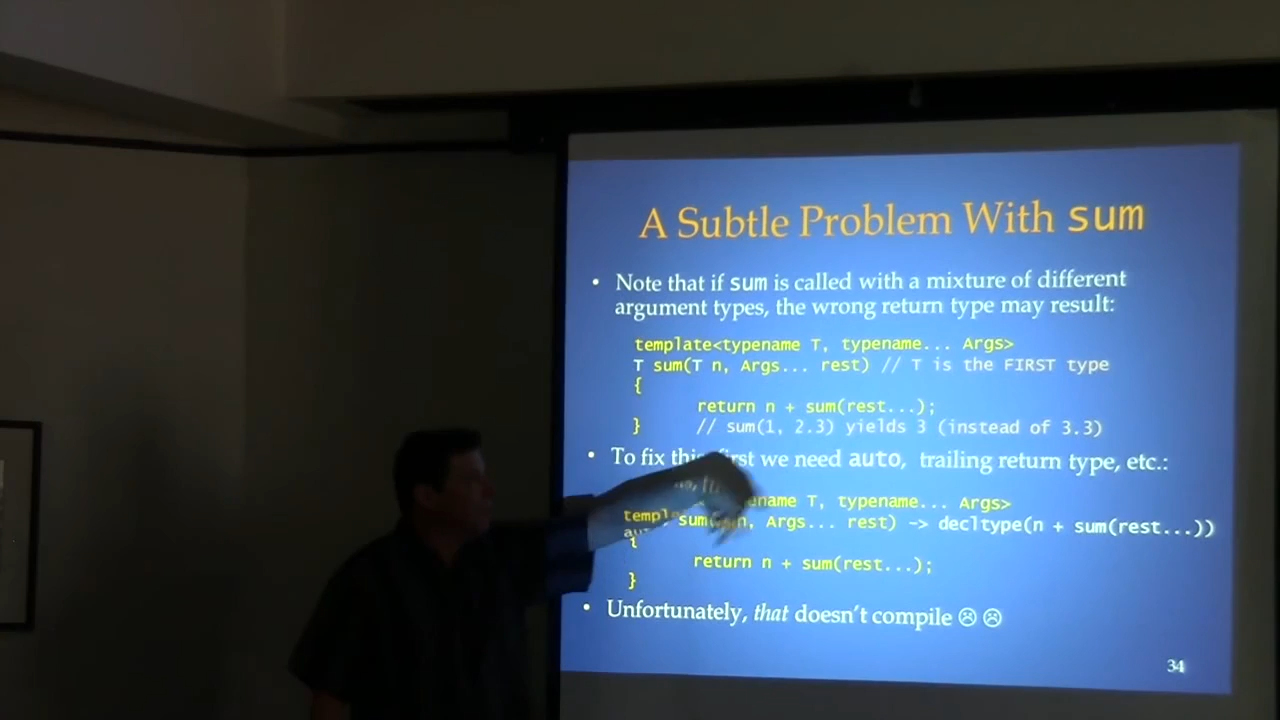 A Subtle Problem With sum
• Note that if sum is called with a mixture of different
argument types, the wrong return type may result:
template<typename T, typename... Args>
T sum(T n, Args... rest) // T is the FIRST type
{
return n + sum(rest...);
} // sum(1, 2.3) yields 3 (instead of 3.3)
• To fix this, first we need auto, trailing return type, etc.:
typename T, typename... Args>
sum(T n, Args... rest) -> decltype(n + sum(rest...))
{
return n + sum(rest...);
}
• Unfortunately, that doesn't compile ☹ ☹
34